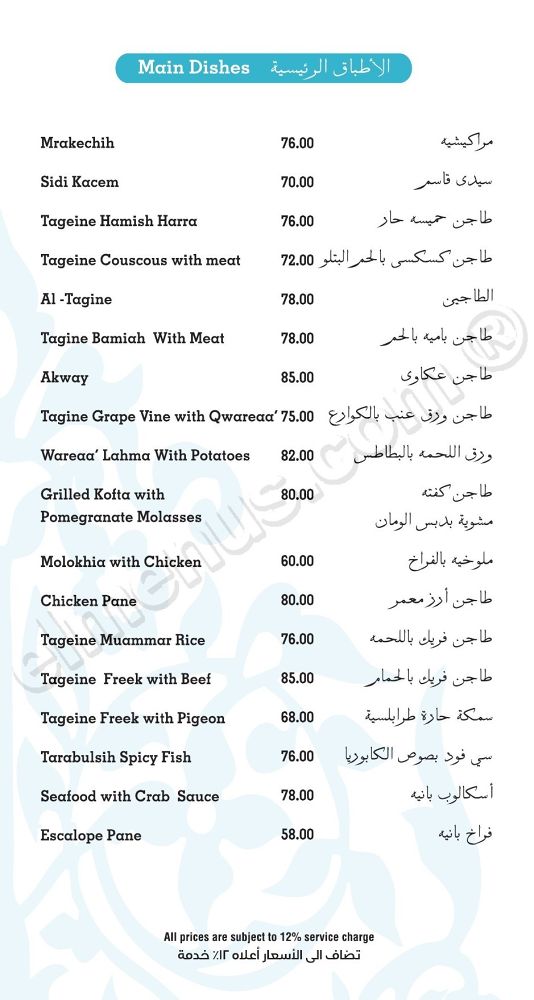 Main Dishes الأطباق الرئيسية
Mrakechih 76.00 مراكيشيه
Sidi Kacem 70.00 سيدى قاسم
Tageine Hamish Harra 76.00 طاجن حميسه حار
Tageine Couscous with meat 72.00 طاجن كسكسى بالحم البتلو
Al -Tagine 78.00 الطاجين
Tagine Bamiah With Meat 78.00 طاجن باميه بالحم
Akway 85.00 طاجن عكاوى
Tagine Grape Vine with Qwareaa’ 75.00 طاجن ورق عنب بالكوارع
Wareaa’ Lahma With Potatoes 82.00 ورق اللحمه بالبطاطس
Grilled Kofta with 80.00 طاجن كفته
Pomegranate Molasses مشوية بدبس الومان
Molokhia with Chicken 60.00 ملوخيه بالفراخ
Chicken Pane 80.00 طاجن أرز معمر
Tageine Muammar Rice 76.00 طاجن فريك باللحمه
Tageine Freek with Beef 85.00 طاجن فريك بالحمام
Tageine Freek with Pigeon 68.00 سمكة حارة طرابلسية
Tarabulsih Spicy Fish 76.00 سي فود بصوص الكابوريا
Seafood with Crab Sauce 78.00 أسكالوب بانيه
Escalope Pane 58.00 فراخ بانيه
elmenus.com ®
All prices are subject to 12% service charge
تضاف الى الأسعار أعلاه ١٢٪ خدمة